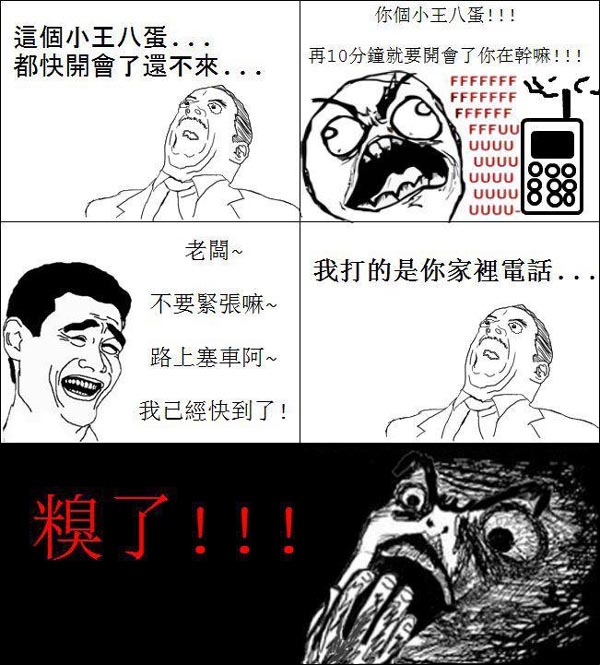 這個小王八蛋...
都快開會了還不來...
你個小王八蛋!!!
再10分鐘就要開會了你在幹嘛!!!
FFFFFFF
FFFFFFF
FFFFFF
FFFUU
UUUU
UUUU
UUUU
UUUU
UUUU-
老闆~
不要緊張嘛~
路上塞車阿~
我已經快到了!
我打的是你家裡電話...
糗了!!!